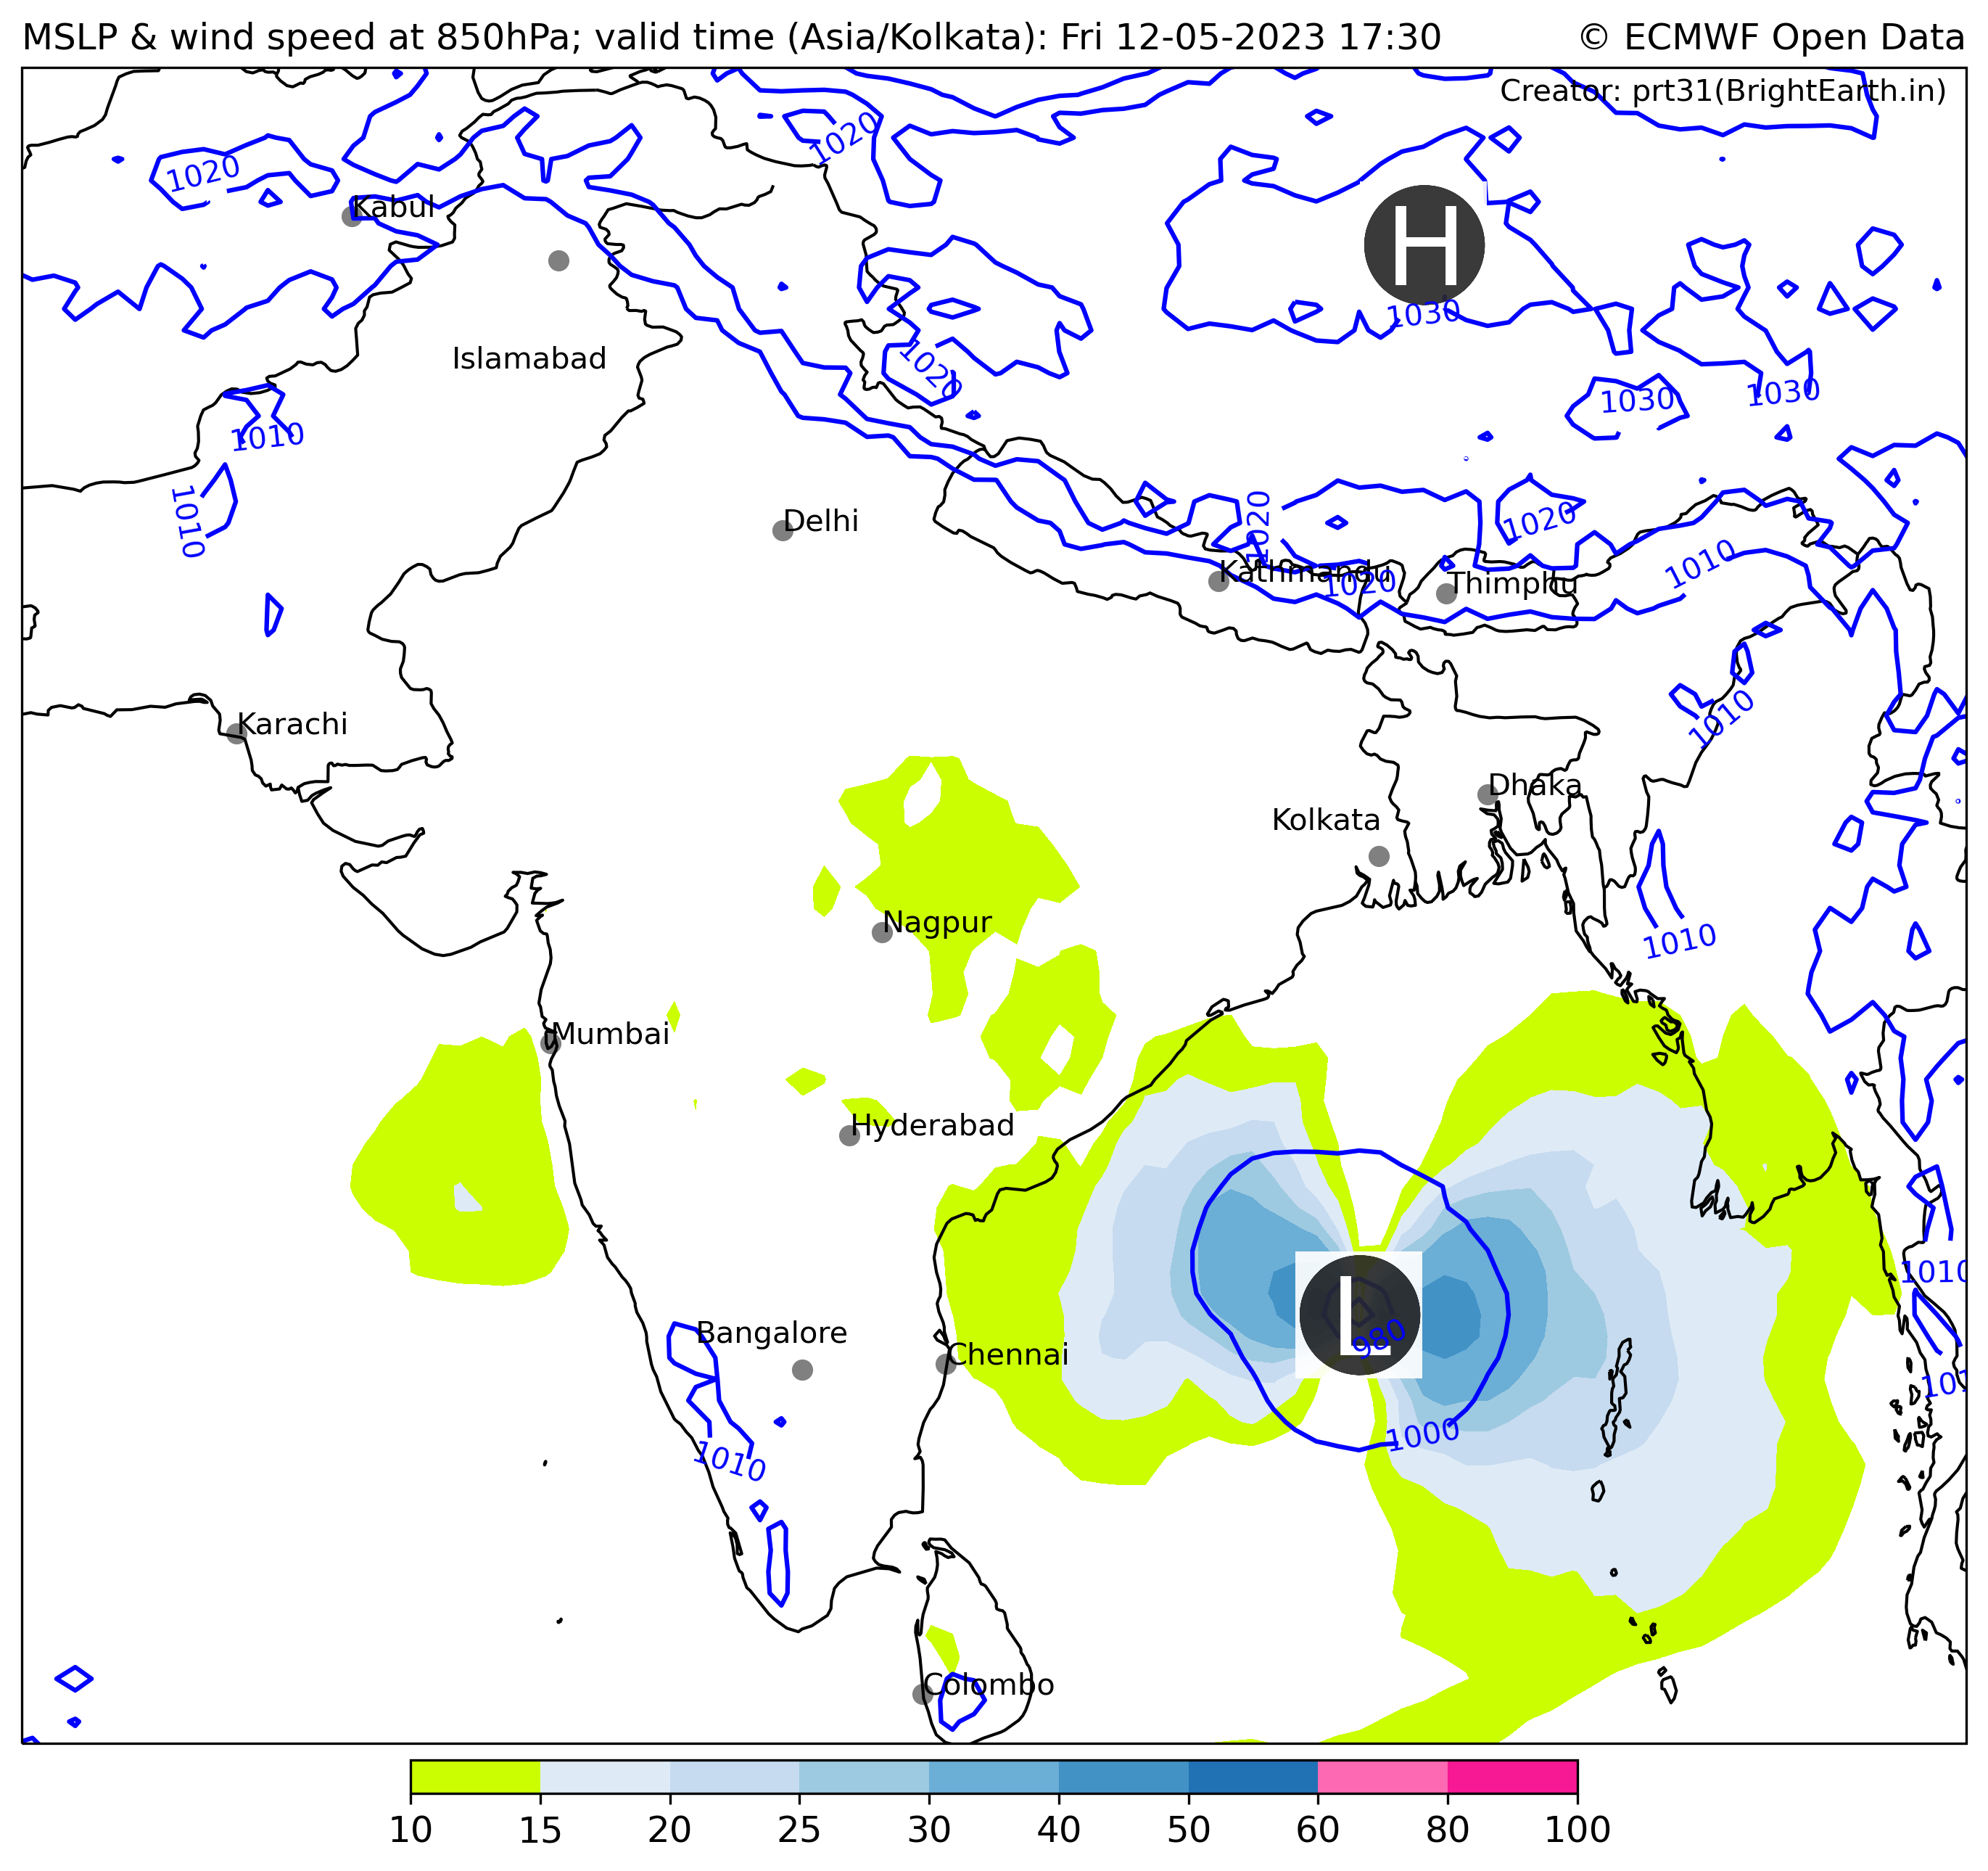 MSLP & wind speed at 850hPa; valid time (Asia/Kolkata): Fri 12-05-2023 17:30
© ECMWF Open Data
Creator: prt31(BrightEarth.in)
1020
1020
Kabul
H
1030
Islamabad
1020
1030
1030
1010
1010
Delhi
1020
1020
1010
Kathmandu
1020
Thimphu
1010
Karachi
Dhaka
Kolkata
Nagpur
1010
Mumbai
Hyderabad
1010
L
980
Bangalore
Chennai
1000
1010
Colombo
10 15 20 25 30 40 50 60 80 100